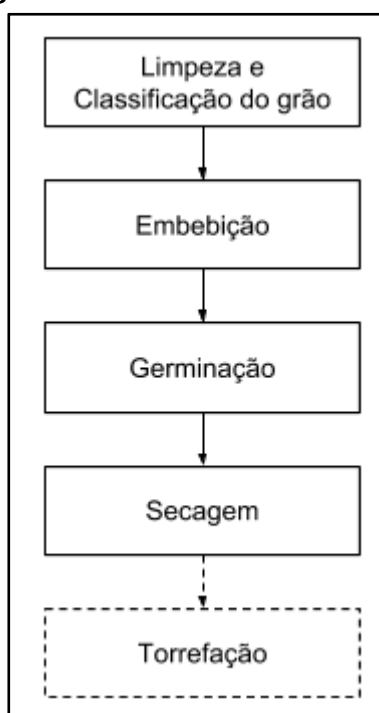 Limpeza e
Classificação do grão
Embebição
Germinação
Secagem
Torrefação